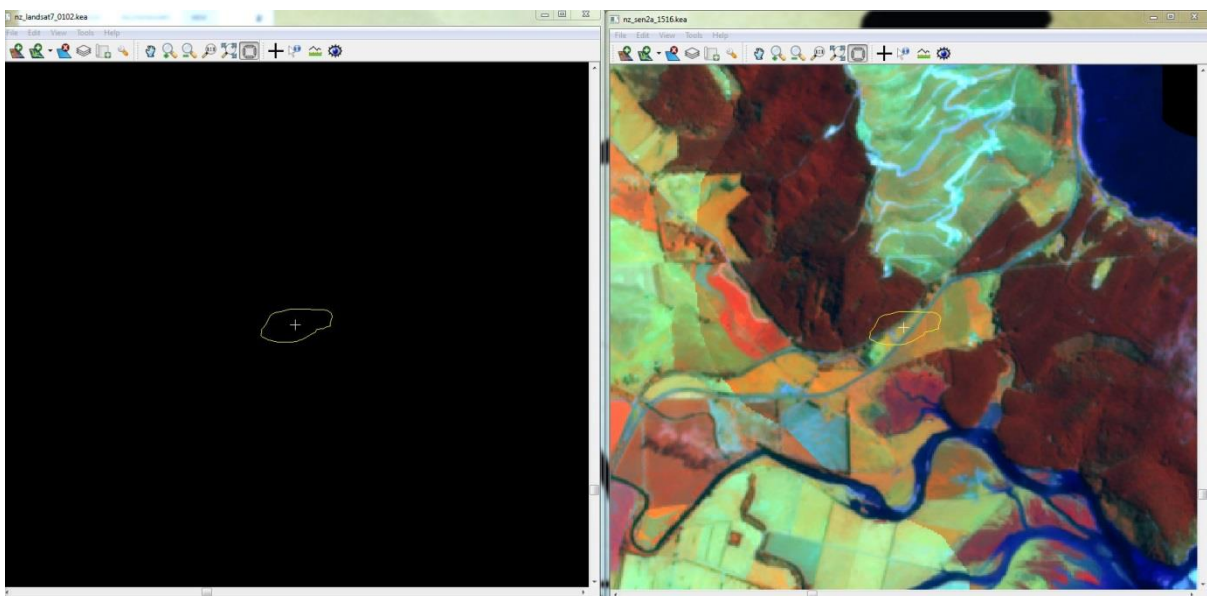 nz_landsat7_0102.kea
File Edit View Tools Help
nz_sen2a_1516.kea
File Edit View Tools Help